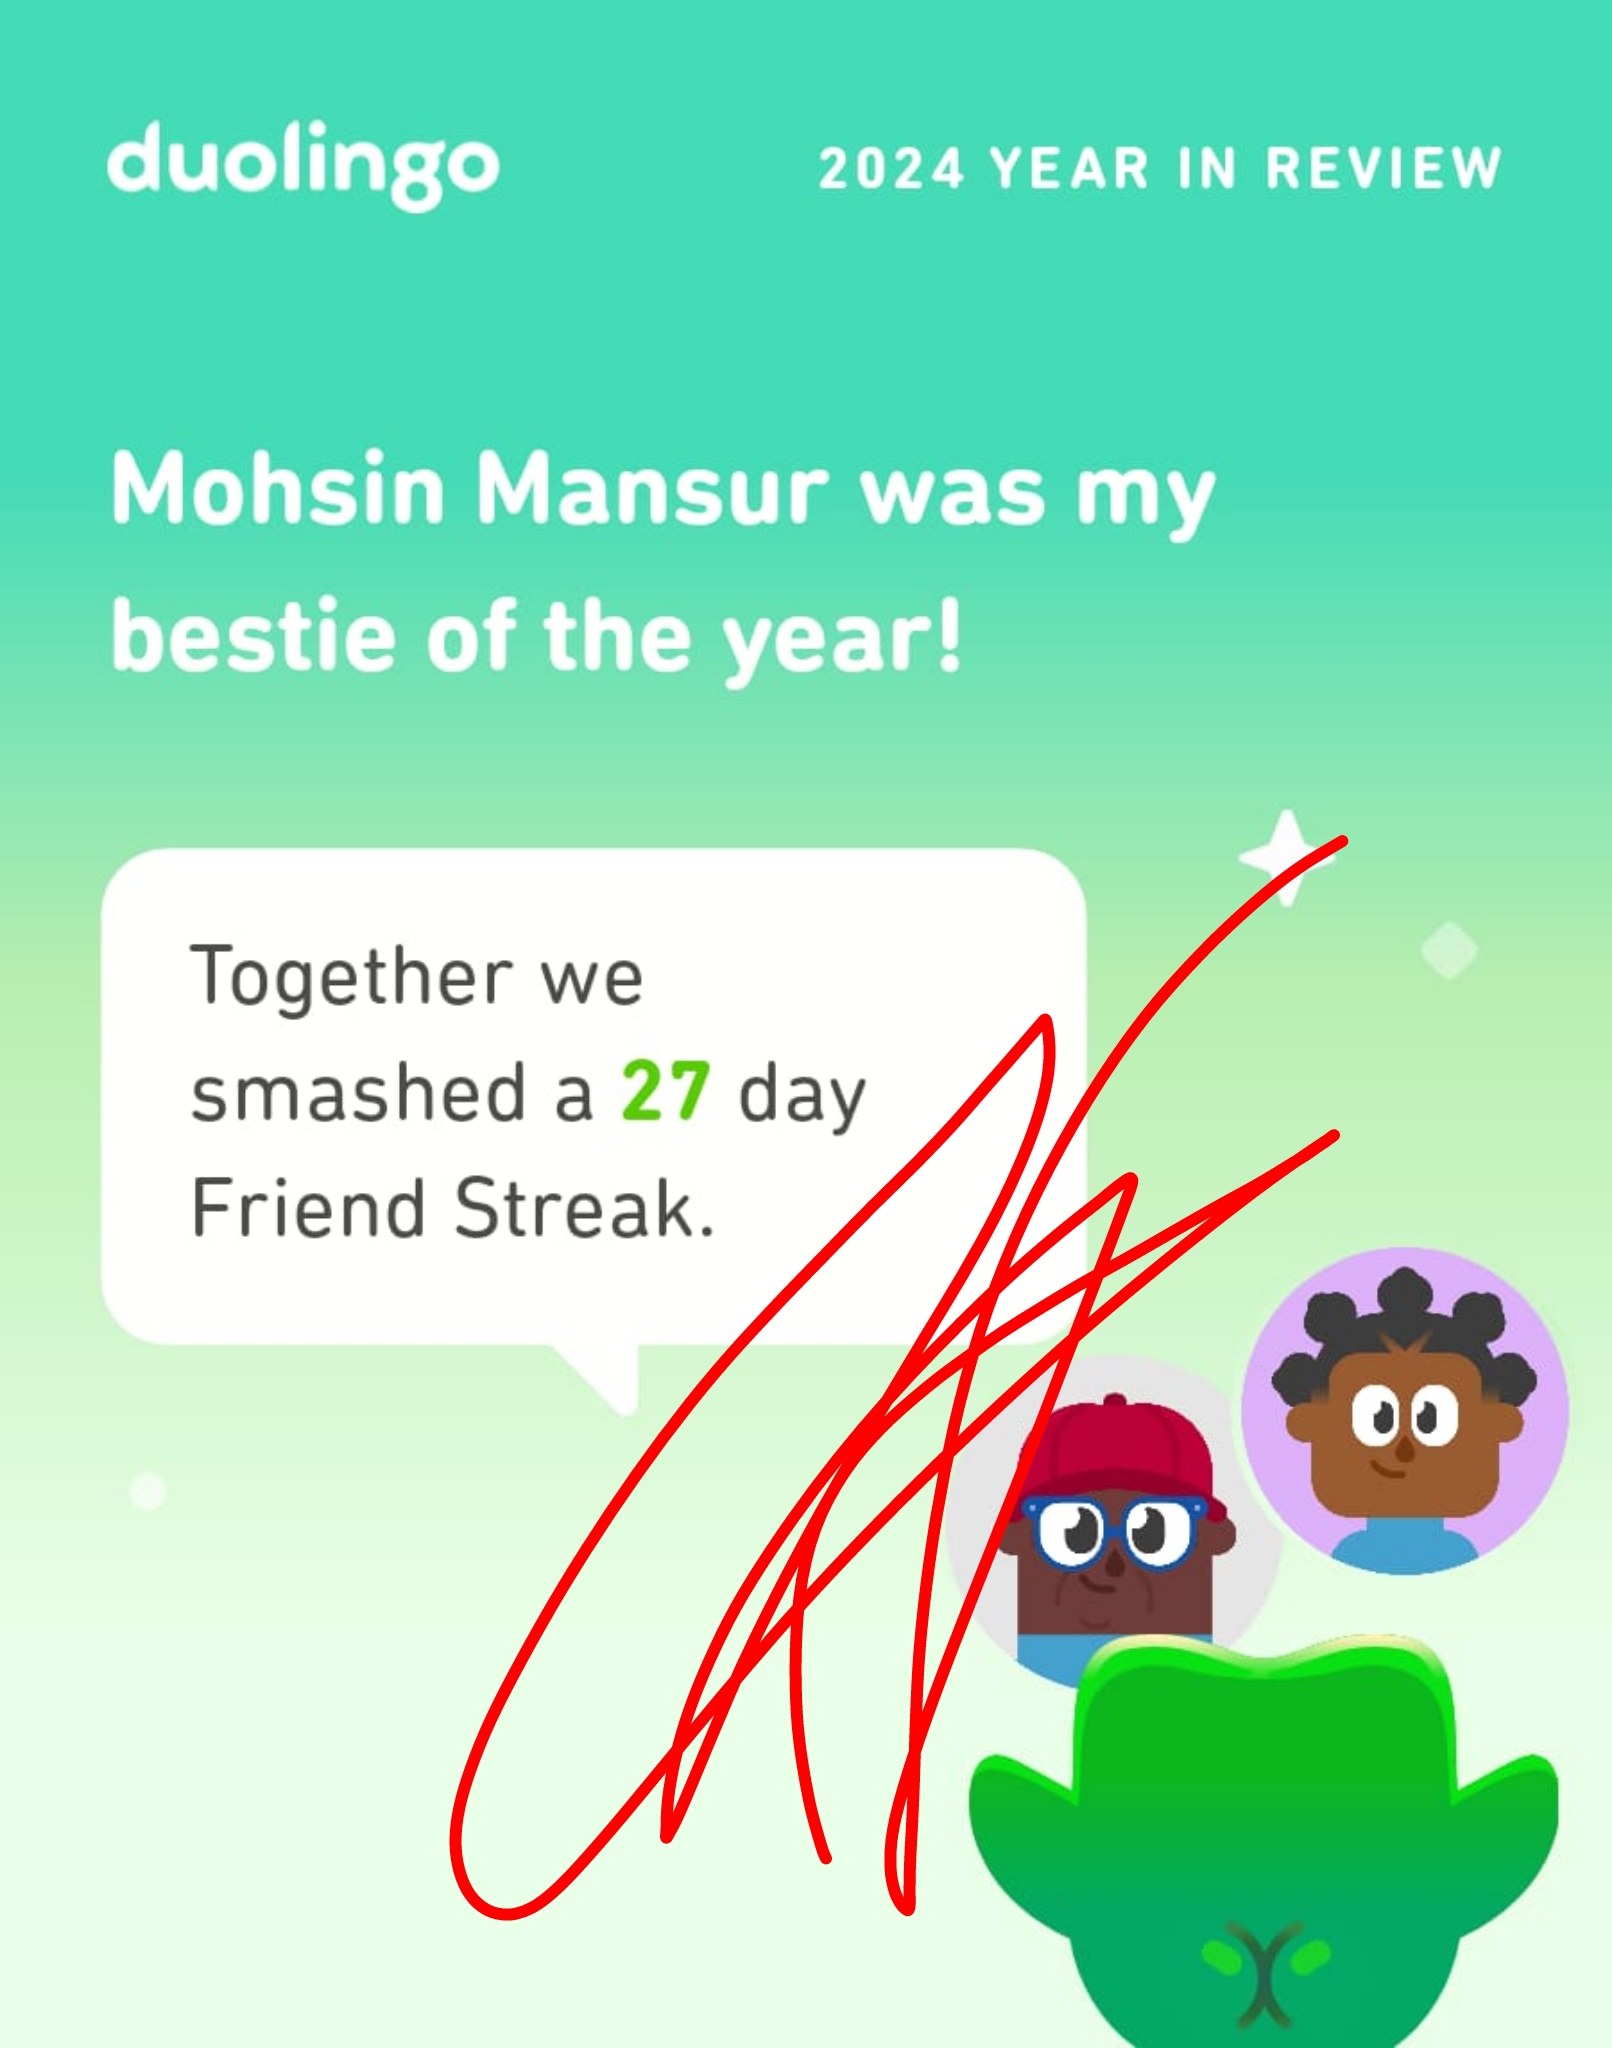 duolingo
2024 YEAR IN REVIEW
Mohsin Mansur was my
bestie of the year!
Together we
smashed a 27 day
Friend Streak.